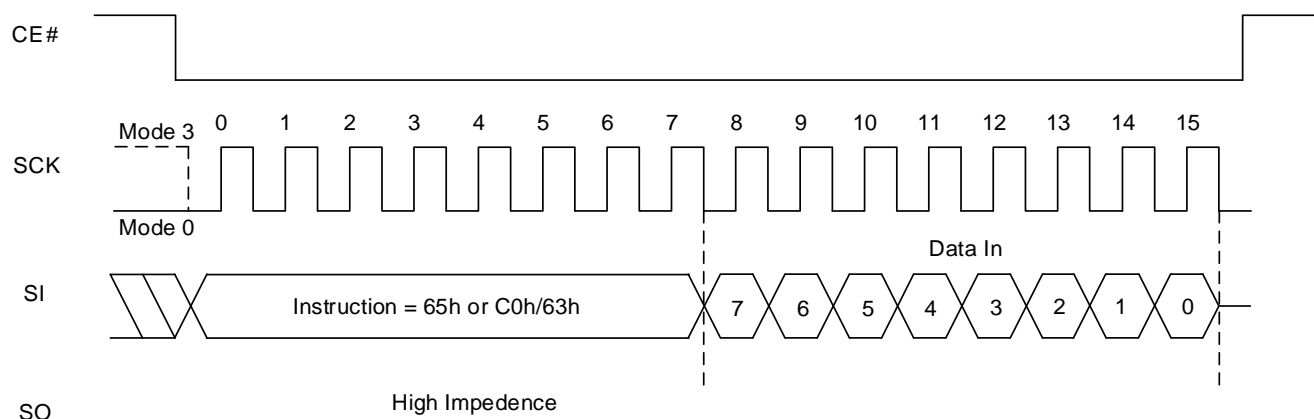 CE#
0 1 2 3 4 5 6 7 8 9 10 11 12 13 14 15
Mode 3
SCK
Mode 0
Data In
SI
Instruction = 65h or C0h/63h 7 6 5 4 3 2 1 0
High Impedence
SO